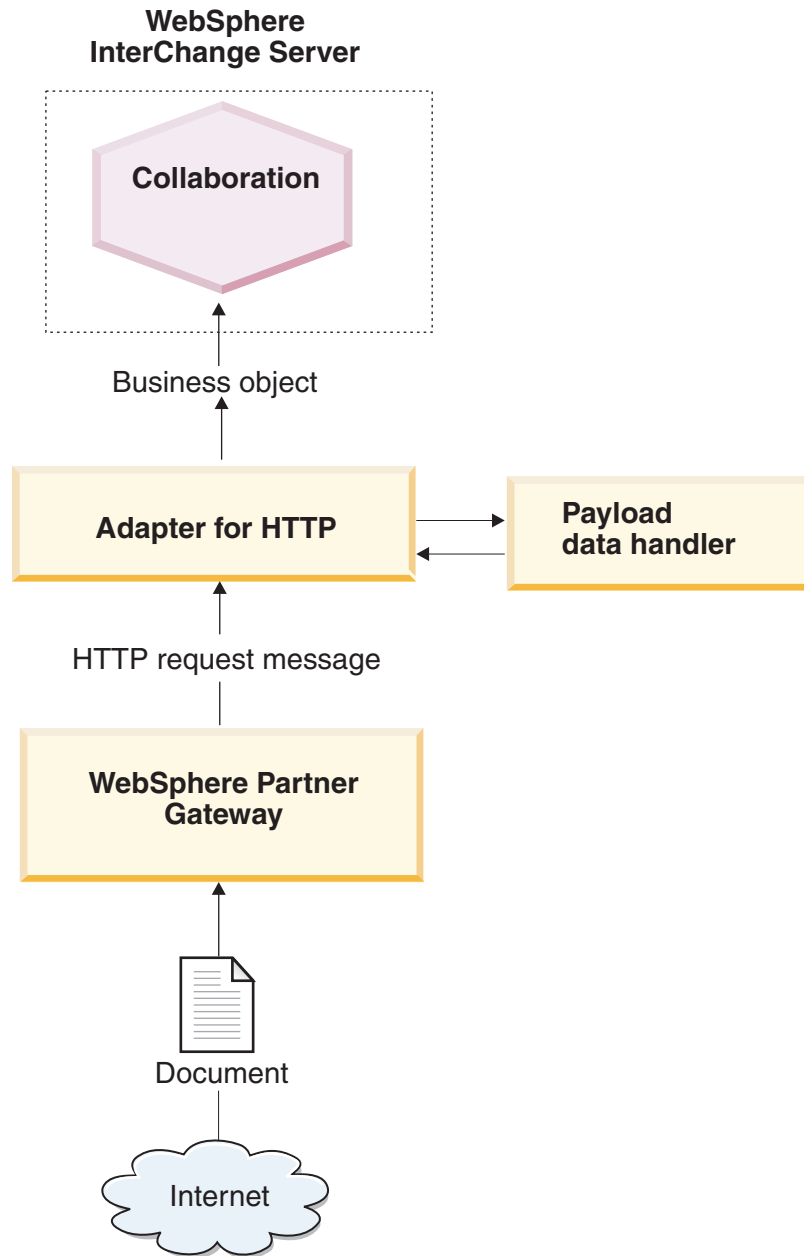 WebSphere
InterChange Server
Collaboration
Business object
Adapter for HTTP
Payload
data handler
HTTP request message
WebSphere Partner
Gateway
Document
Internet